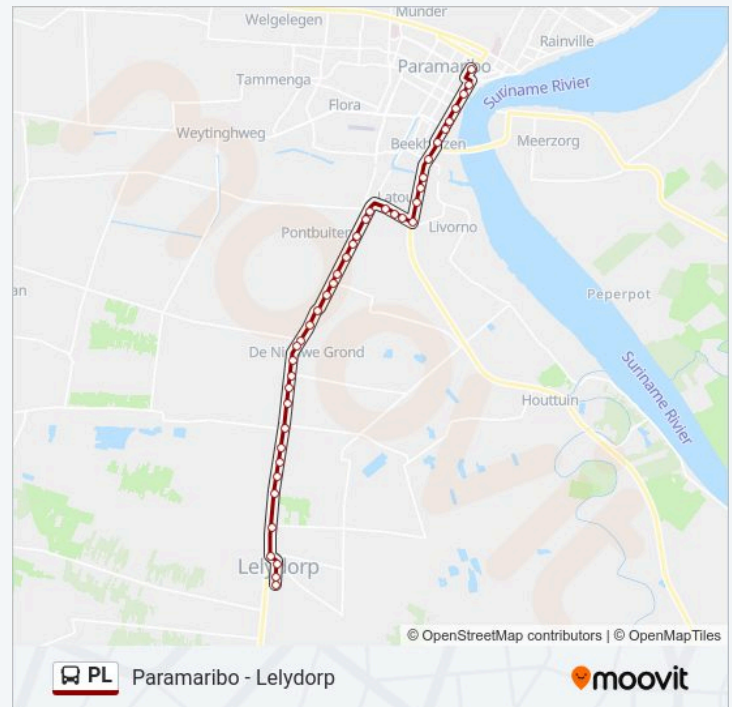 Munder
Welgelegen
Rainville
Paramaribo
Tammenga
Suriname Rivier
Flora
Weytinghweg
Beekhuizen
Meerzorg
Latour
Livorno
Pontbuiten
Peperpot
De Nieuwe Grond
Suriname Rivier
Houttuin
Lelydorp
© OpenStreetMap contributors | © OpenMapTiles
PL Paramaribo - Lelydorp
moovit